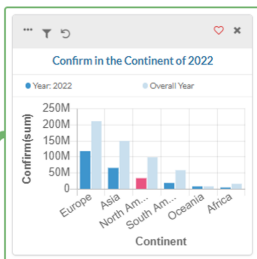 Confirm in the Continent of 2022
Year: 2022 Overall Year
250M
200M
150M
100M
50M
0
Confirm(sum)
Europe
Asia
North Am...
South Am...
Oceania
Africa
Continent